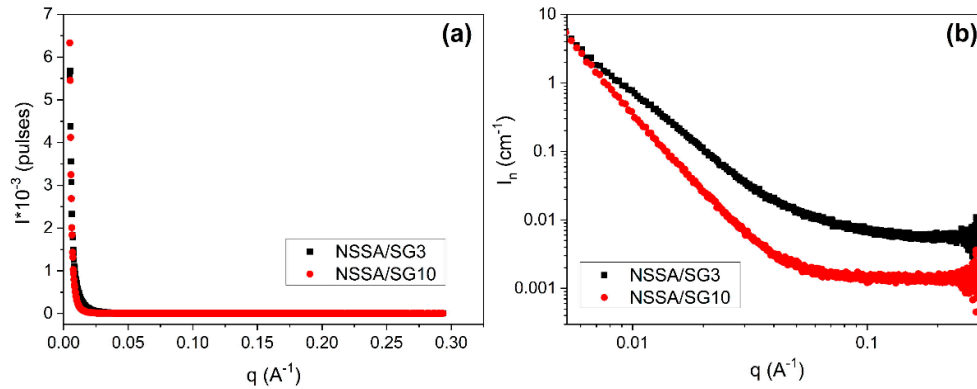 (a)
I*10⁻³ (pulses)
7
6
5
4
3
2
1
0
NSSA/SG3
NSSA/SG10
0.00 0.05 0.10 0.15 0.20 0.25 0.30
q (A⁻¹)
(b)
Iₙ (cm⁻¹)
10
1
0.1
0.01
0.001
NSSA/SG3
NSSA/SG10
0.01 0.1
q (A⁻¹)